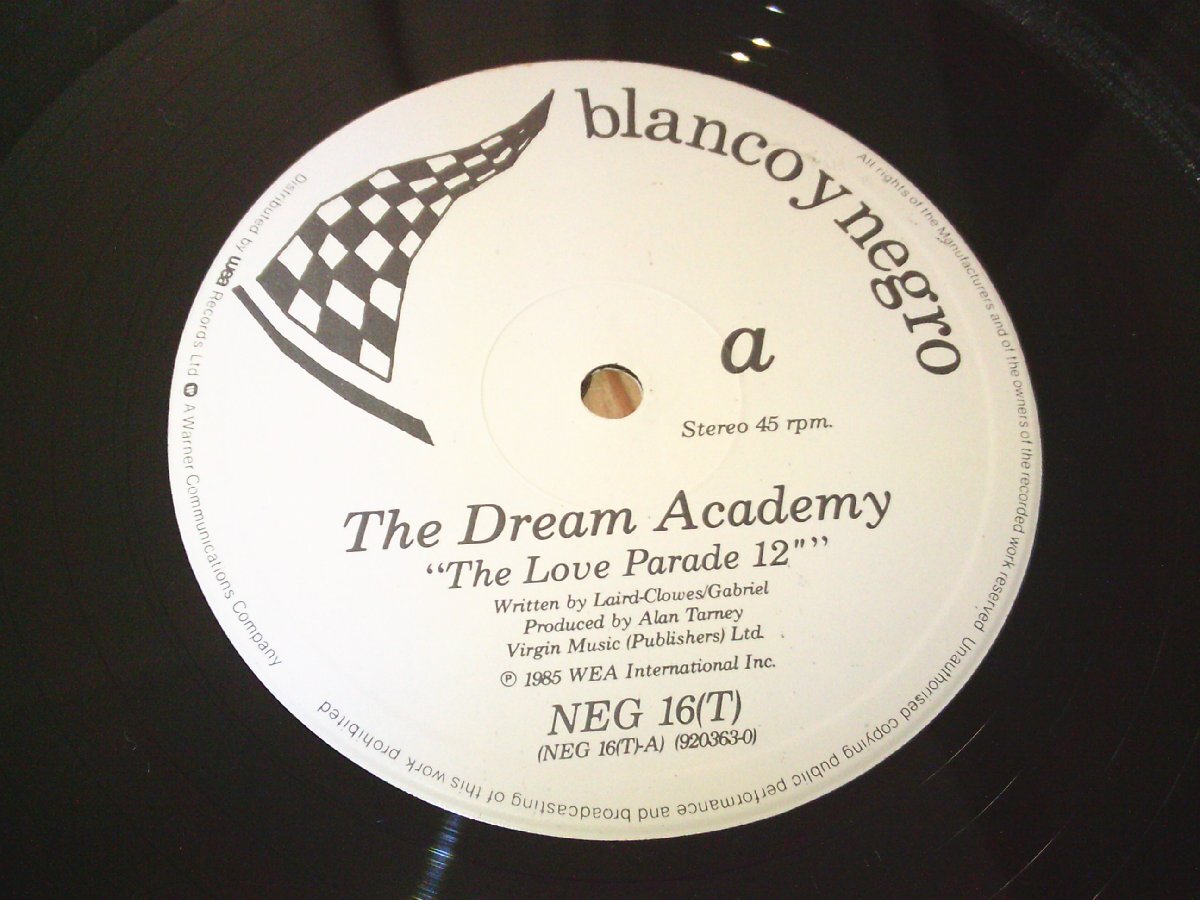 blanco y negro
a
Stereo 45 rpm.
The Dream Academy
“The Love Parade 12"”
Written by Laird-Clowes/Gabriel
Produced by Alan Tarney
Virgin Music (Publishers) Ltd.
Ⓟ 1985 WEA International Inc.
NEG 16(T)
(NEG 16(T)-A) (920363-0)
All rights of the Manufacturers and of the owners of the recorded work reserved Unauthorised copying public performance and broadcasting of this work prohibited
Distributed by wea Records Ltd W A Warner Communications Company